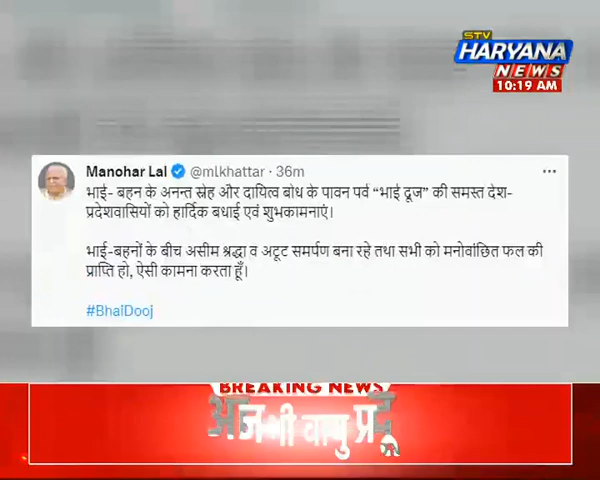 STV
HARYANA
NEWS
10:19 AM
Manohar Lal @mlkhattar · 36m
भाई- बहन के अनन्त स्नेह और दायित्व बोध के पावन पर्व “भाई दूज” की समस्त देश-
प्रदेशवासियों को हार्दिक बधाई एवं शुभकामनाएं।
भाई-बहनों के बीच असीम श्रद्धा व अटूट समर्पण बना रहे तथा सभी को मनोवांछित फल की
प्राप्ति हो, ऐसी कामना करता हूँ।
#BhaiDooj
BREAKING NEWS
आज भी वायु प्रदू